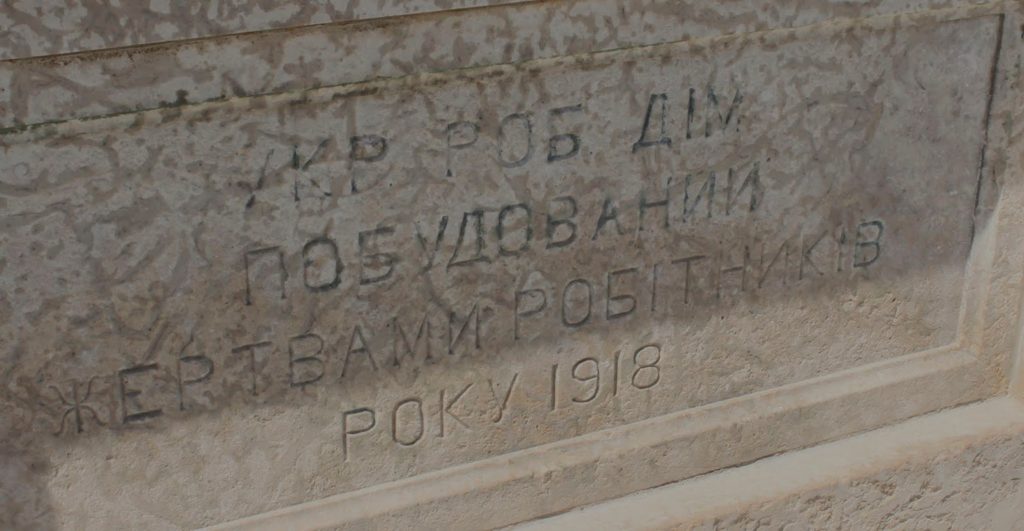 УКР РОБ ДІМ
ПОБУДОВАНИЙ
ЖЕРТВАМИ РОБІТНИКІВ
РОКУ 1918